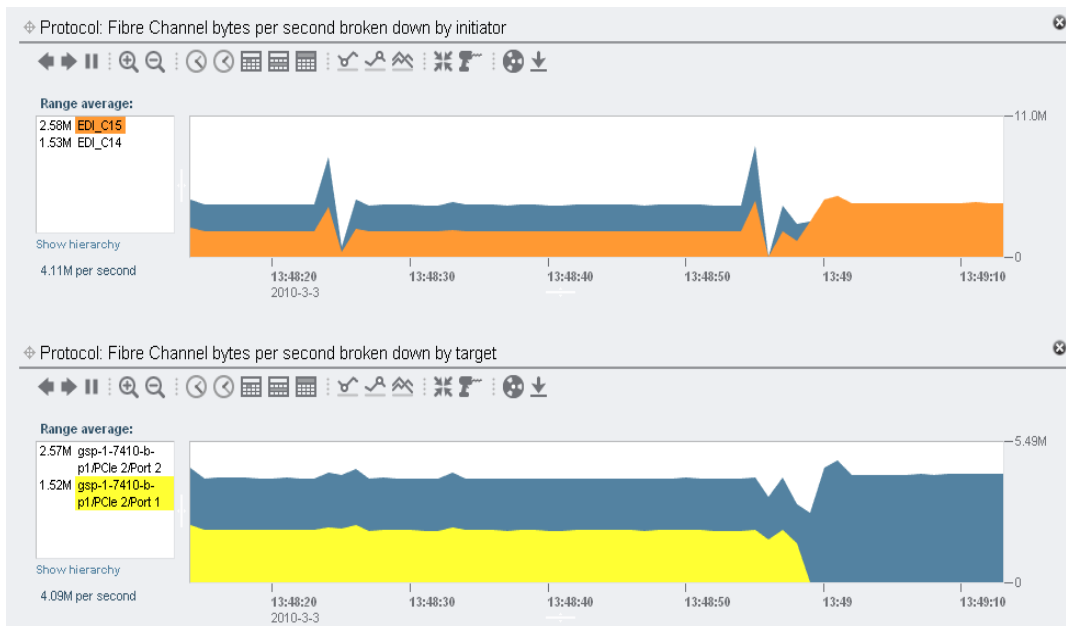 Protocol: Fibre Channel bytes per second broken down by initiator
Range average:
2.58M EDI_C15
1.53M EDI_C14
Show hierarchy
4.11M per second
11.0M
0
13:48:20
2010-3-3
13:48:30
13:48:40
13:48:50
13:49
13:49:10
Protocol: Fibre Channel bytes per second broken down by target
Range average:
2.57M gsp-1-7410-b-
p1/PCIe 2/Port 2
1.52M gsp-1-7410-b-
p1/PCIe 2/Port 1
Show hierarchy
4.09M per second
5.49M
0
13:48:20
2010-3-3
13:48:30
13:48:40
13:48:50
13:49
13:49:10